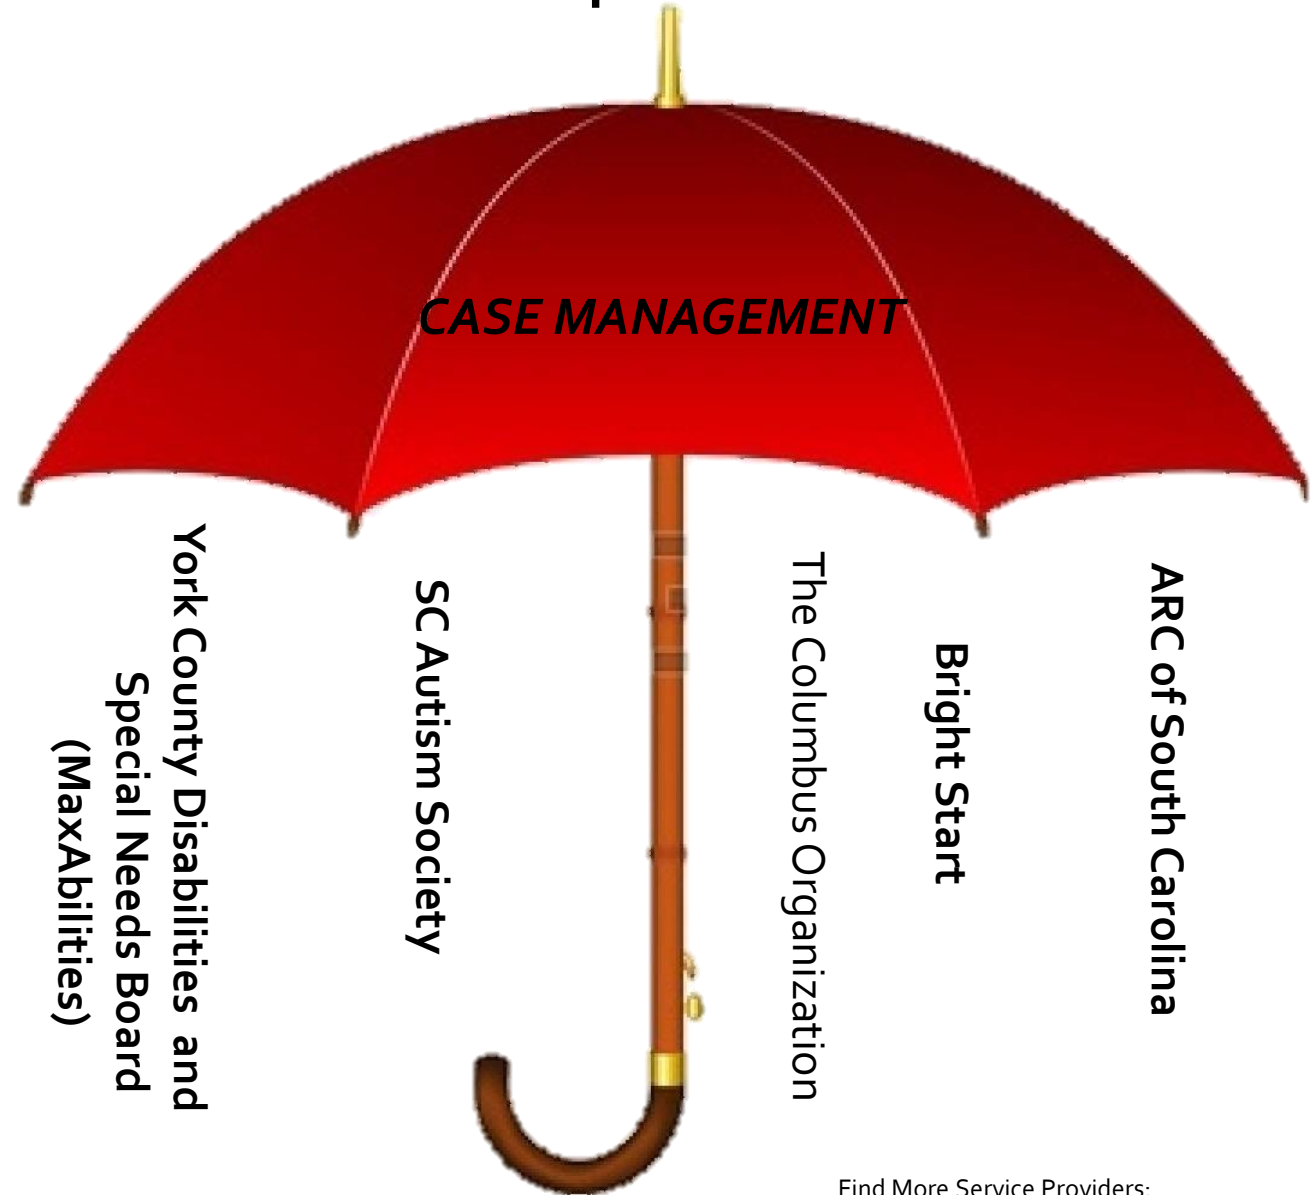 CASE MANAGEMENT
York County Disabilities and
Special Needs Board
(MaxAbilities)
SC Autism Society
The Columbus Organization
Bright Start
ARC of South Carolina
Find More Service Providers: